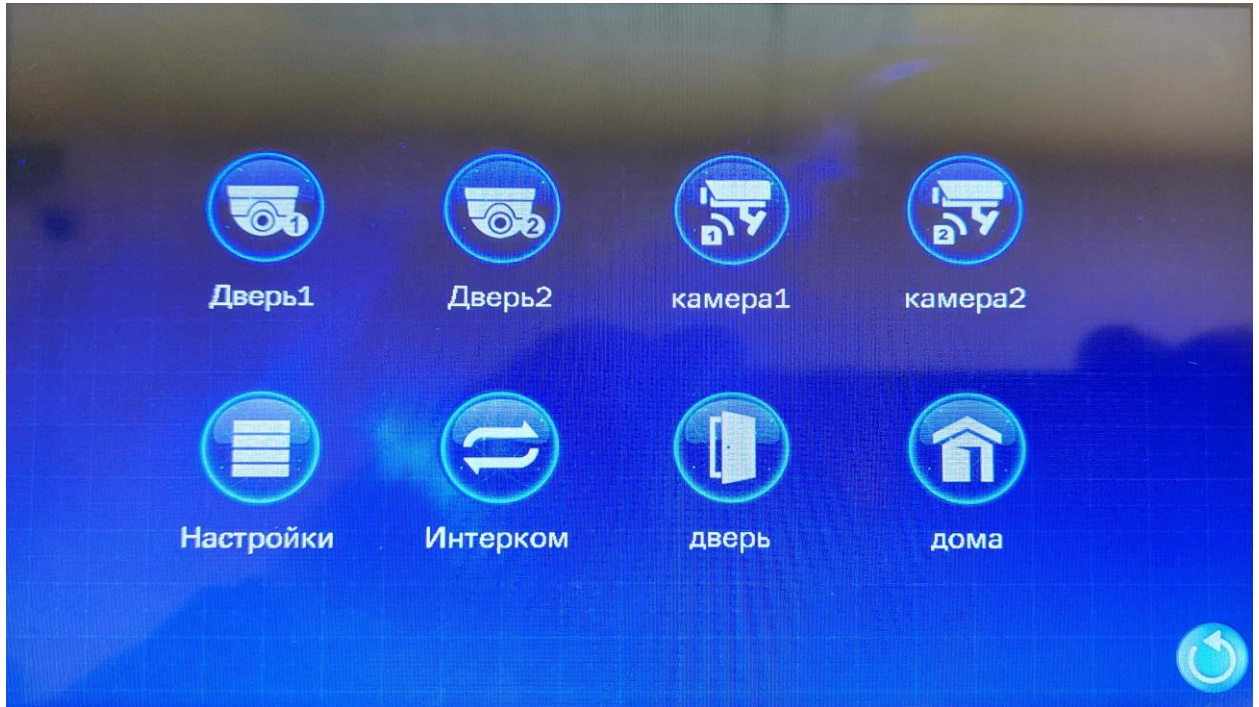 Дверь1 Дверь2 камера1 камера2
Настройки Интерком дверь дома